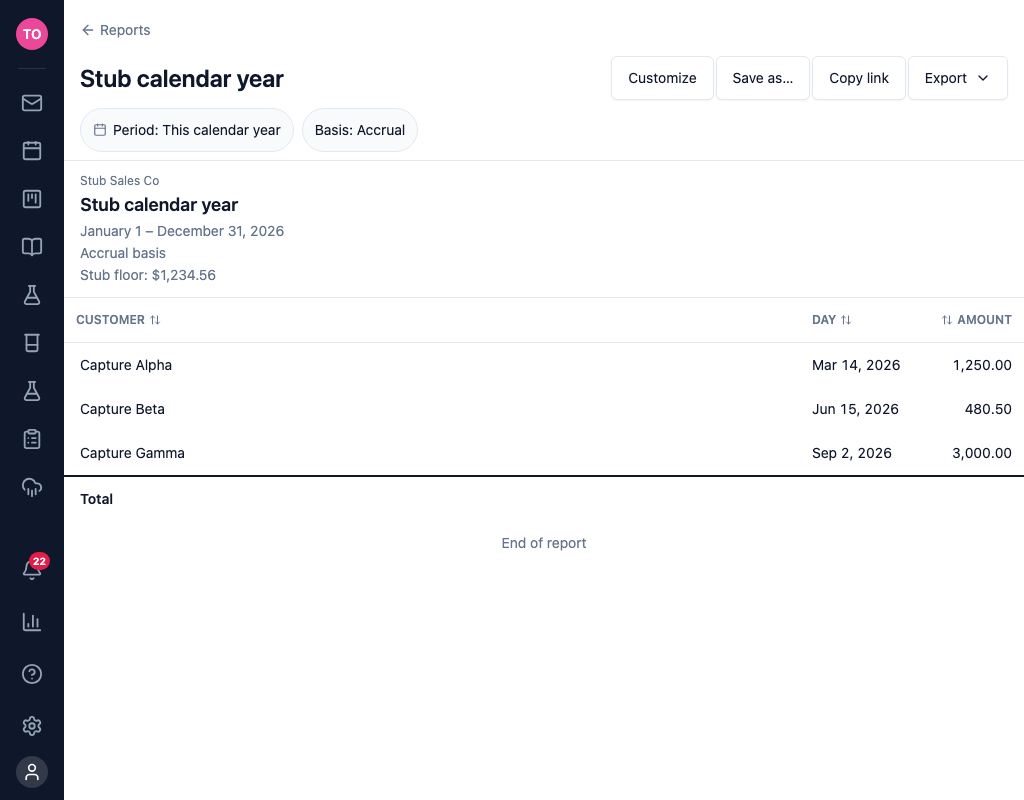 TO
Reports
Stub calendar year
Customize
Save as...
Copy link
Export
Period: This calendar year
Basis: Accrual
Stub Sales Co
Stub calendar year
January 1 – December 31, 2026
Accrual basis
Stub floor: $1,234.56
CUSTOMER DAY AMOUNT
Capture Alpha Mar 14, 2026 1,250.00
Capture Beta Jun 15, 2026 480.50
Capture Gamma Sep 2, 2026 3,000.00
Total
End of report
22